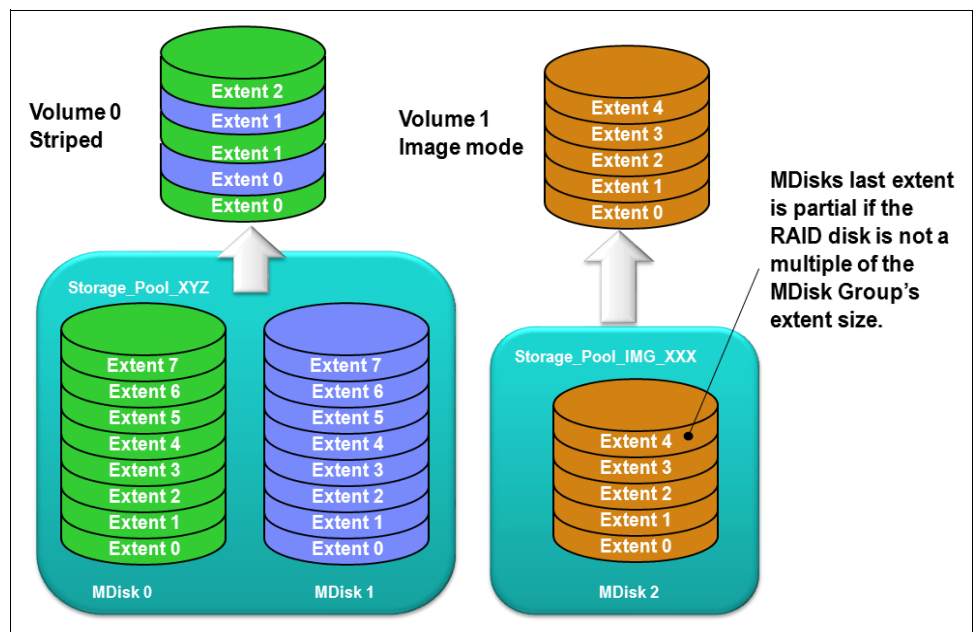 Volume 0
Striped
Extent 2
Extent 1
Extent 1
Extent 0
Extent 0
Volume 1
Image mode
Extent 4
Extent 3
Extent 2
Extent 1
Extent 0
MDisks last extent
is partial if the
RAID disk is not a
multiple of the
MDisk Group's
extent size.
Storage_Pool_XYZ
Extent 7
Extent 6
Extent 5
Extent 4
Extent 3
Extent 2
Extent 1
Extent 0
MDisk 0
Extent 7
Extent 6
Extent 5
Extent 4
Extent 3
Extent 2
Extent 1
Extent 0
MDisk 1
Storage_Pool_IMG_XXX
Extent 4
Extent 3
Extent 2
Extent 1
Extent 0
MDisk 2